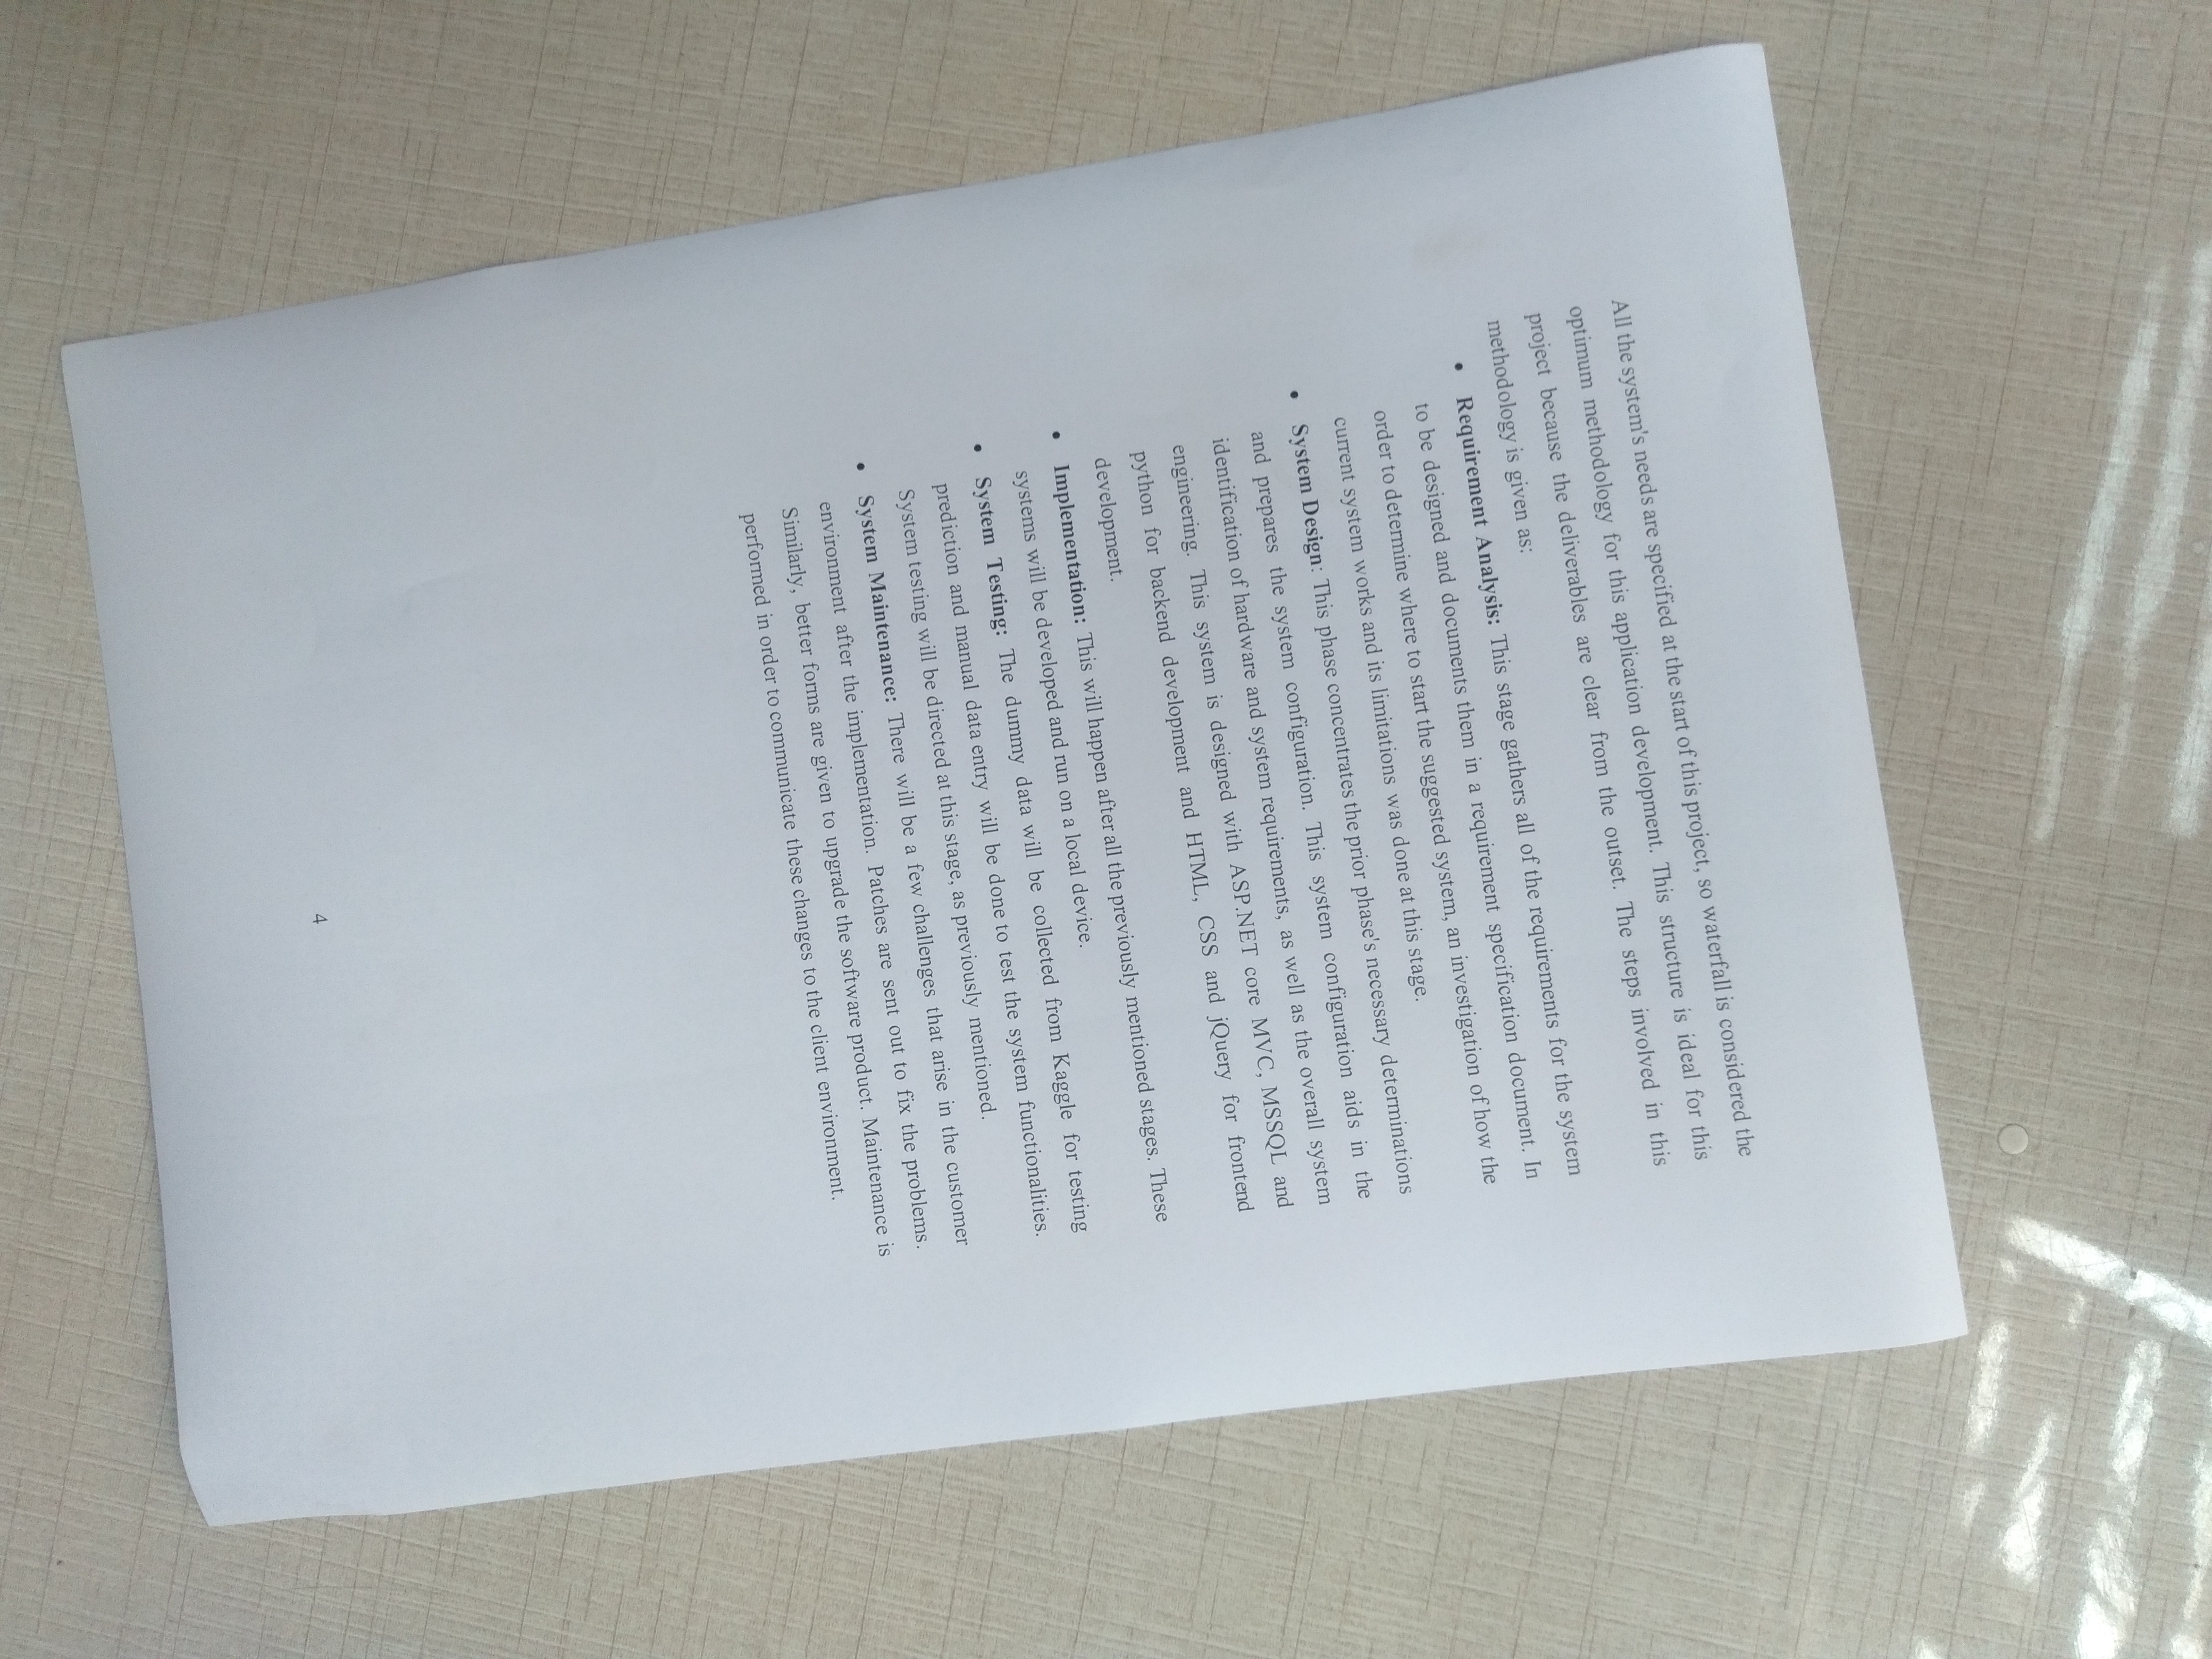 All the system's needs are specified at the start of this project, so waterfall is considered the
optimum methodology for this application development. This structure is ideal for this
project because the deliverables are clear from the outset. The steps involved in this
methodology is given as:
• Requirement Analysis: This stage gathers all of the requirements for the system
to be designed and documents them in a requirement specification document. In
order to determine where to start the suggested system, an investigation of how the
current system works and its limitations was done at this stage.
• System Design: This phase concentrates the prior phase's necessary determinations
and prepares the system configuration. This system configuration aids in the
identification of hardware and system requirements, as well as the overall system
engineering. This system is designed with ASP.NET core MVC, MSSQL and
python for backend development and HTML, CSS and jQuery for frontend
development.
• Implementation: This will happen after all the previously mentioned stages. These
systems will be developed and run on a local device.
• System Testing: The dummy data will be collected from Kaggle for testing
prediction and manual data entry will be done to test the system functionalities.
System testing will be directed at this stage, as previously mentioned.
• System Maintenance: There will be a few challenges that arise in the customer
environment after the implementation. Patches are sent out to fix the problems.
Similarly, better forms are given to upgrade the software product. Maintenance is
performed in order to communicate these changes to the client environment.
4